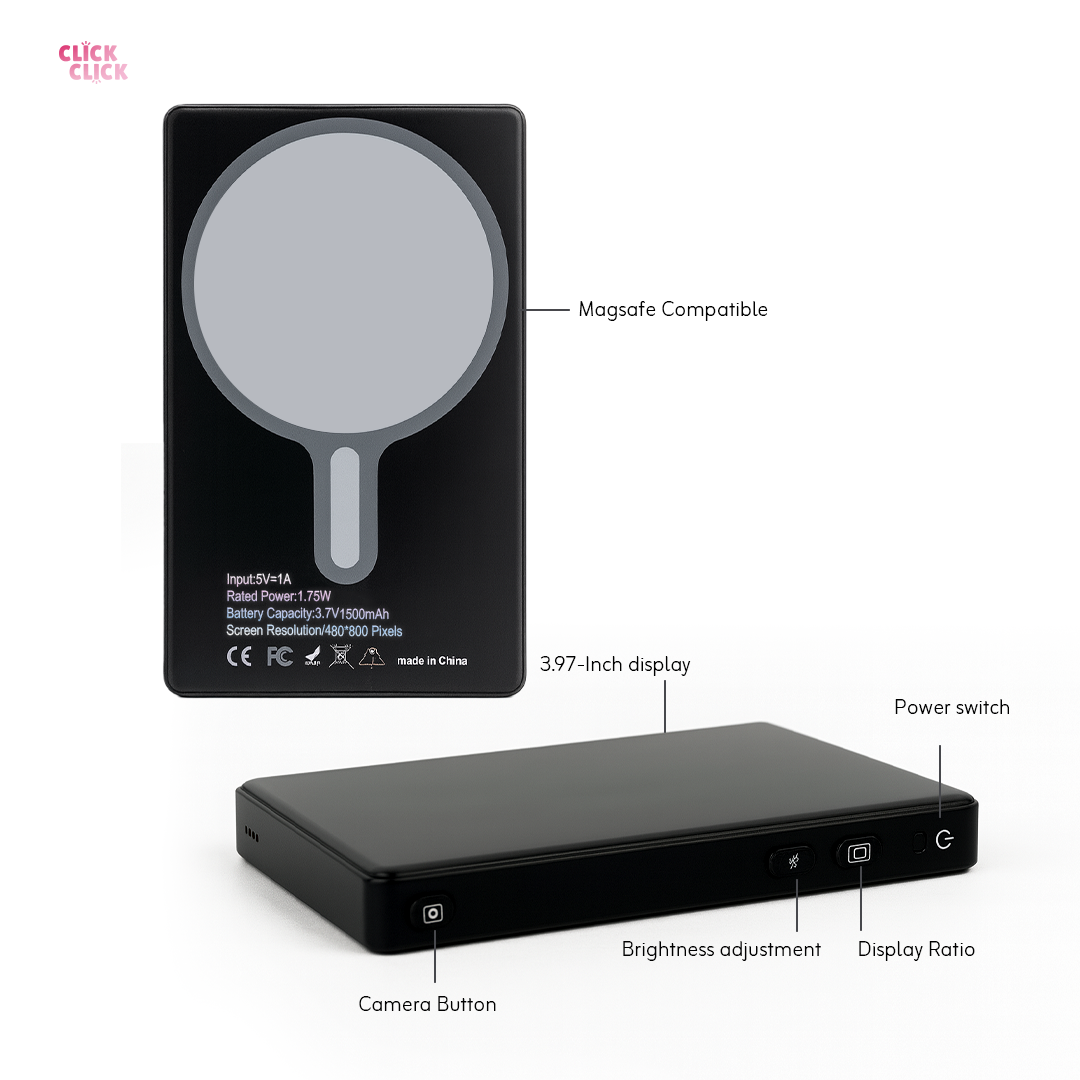 CLICK
CLICK
Magsafe Compatible
Input:5V=1A
Rated Power:1.75W
Battery Capacity:3.7V1500mAh
Screen Resolution/480*800 Pixels
CE FC made in China
3.97-Inch display
Power switch
Brightness adjustment
Display Ratio
Camera Button